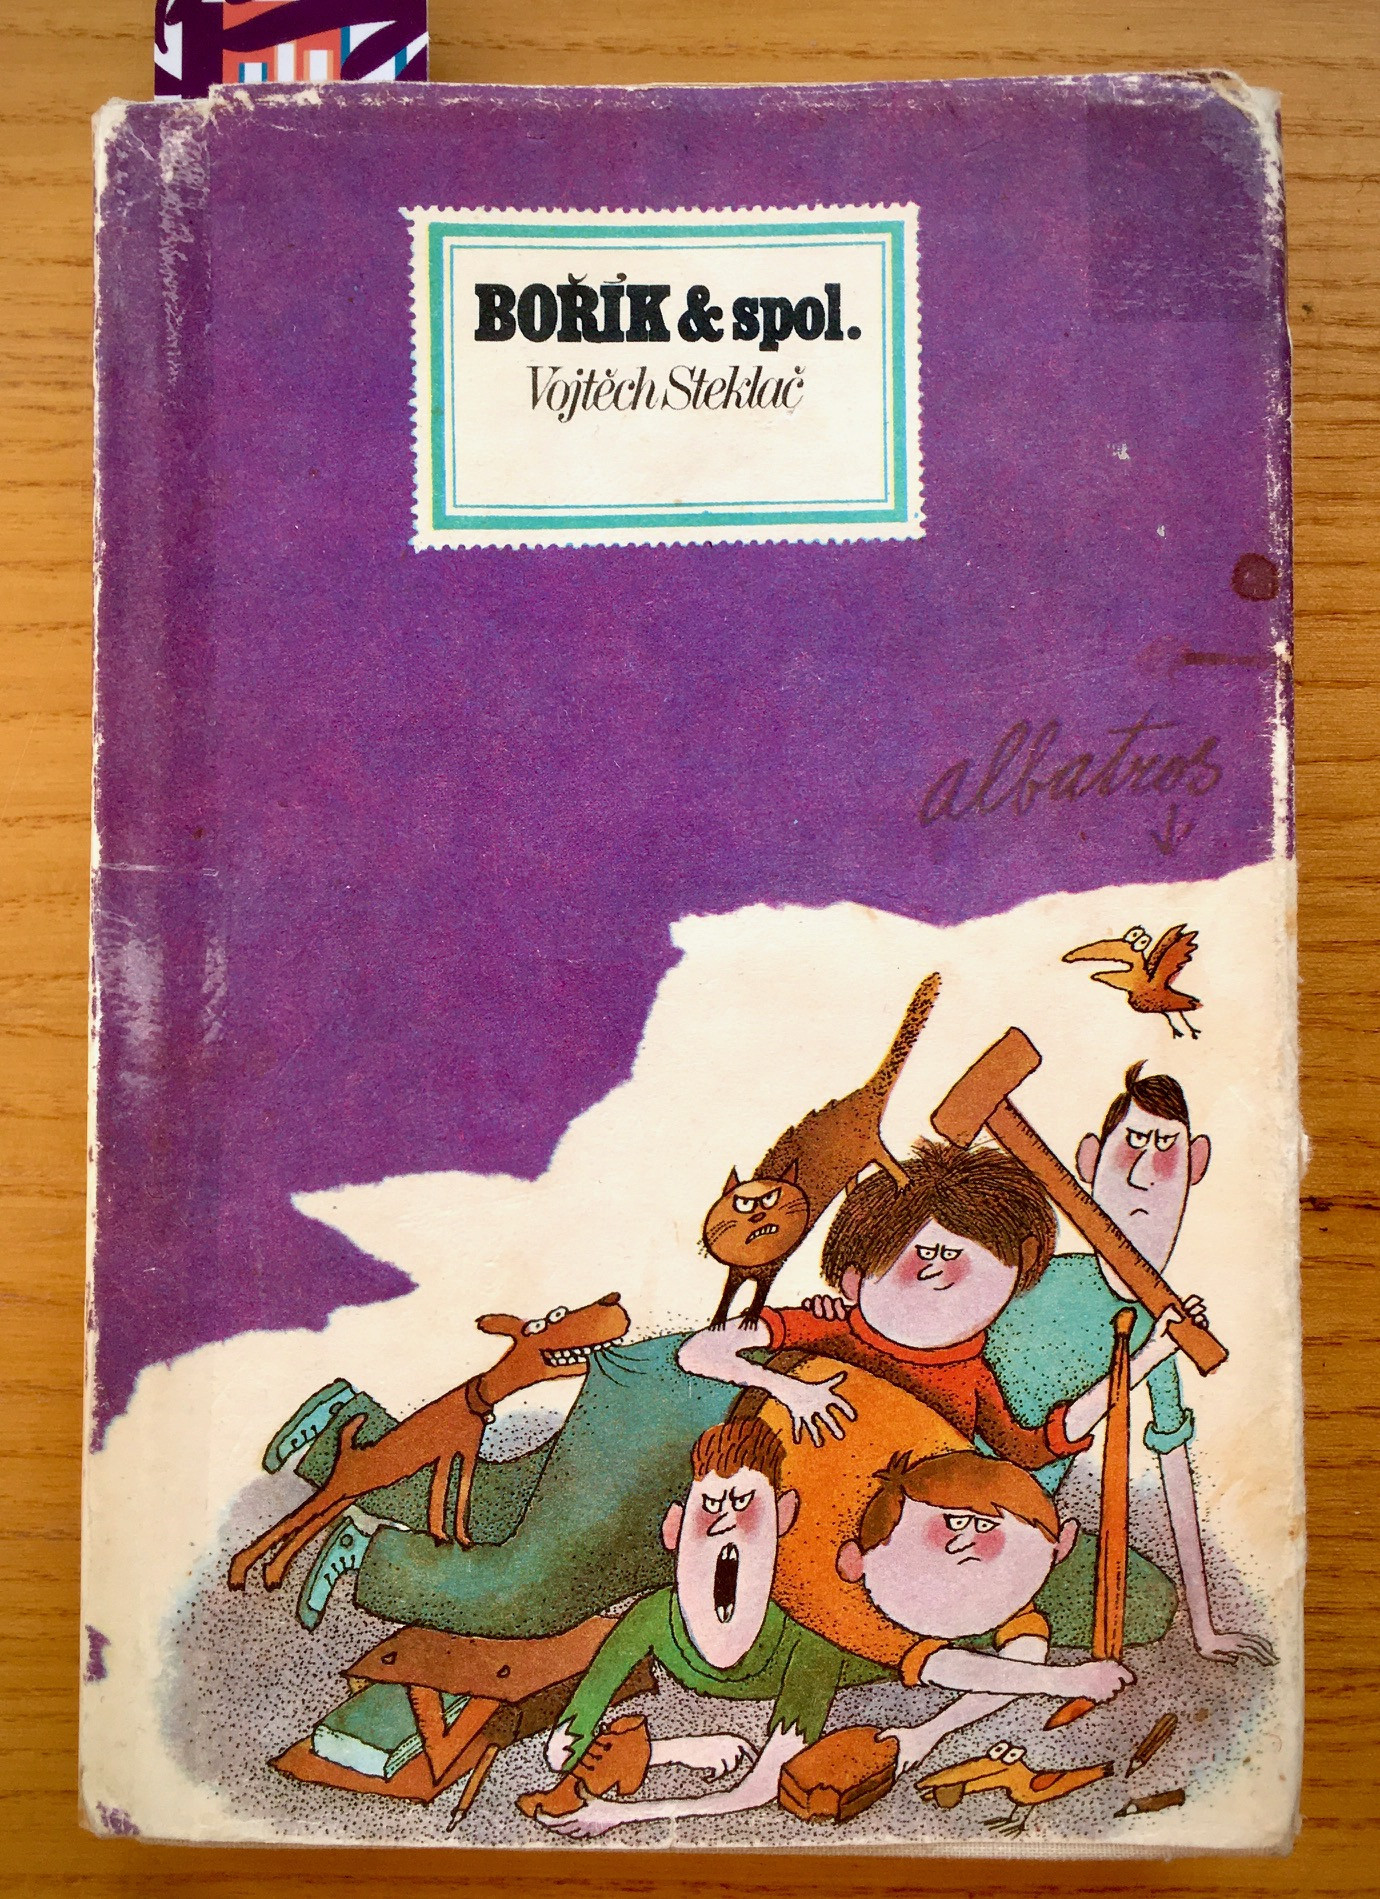 BOŘÍK & spol.
Vojtěch Steklač
albatros